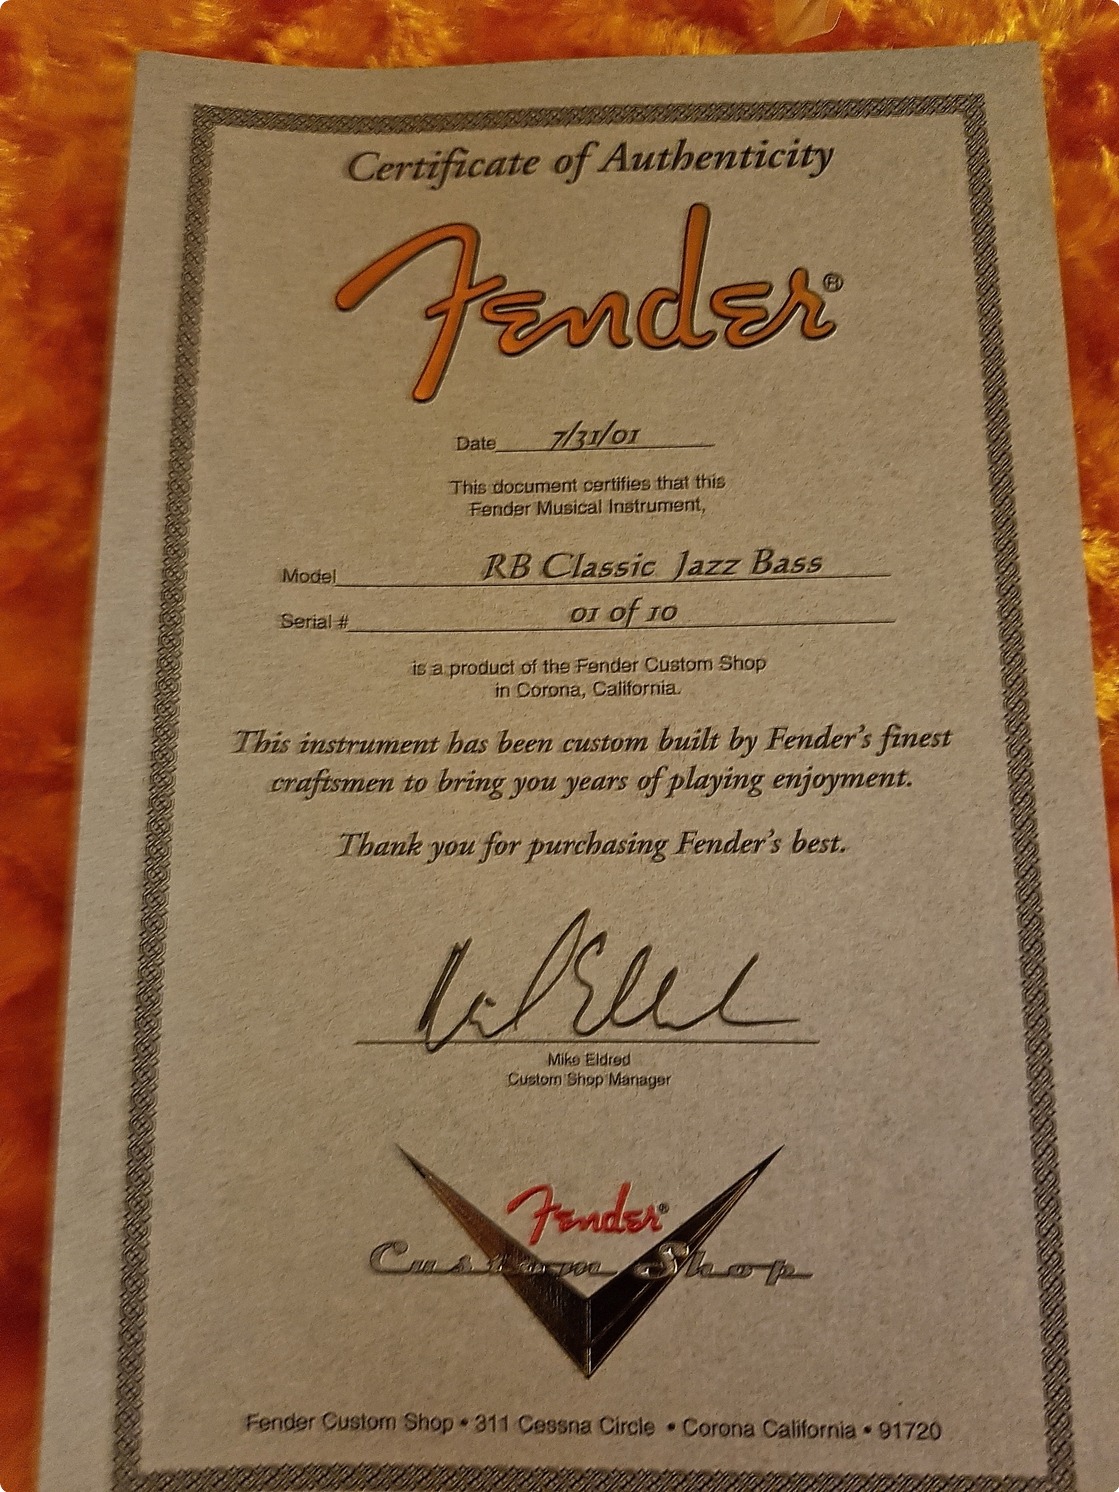 Certificate of Authenticity
Fender®
Date 7/31/01
This document certifies that this
Fender Musical Instrument,
Model RB Classic Jazz Bass
Serial # 01 of 10
is a product of the Fender Custom Shop
in Corona, California.
This instrument has been custom built by Fender's finest
craftsmen to bring you years of playing enjoyment.
Thank you for purchasing Fender's best.
Mike Eldred
Custom Shop Manager
Fender®
Custom Shop
Fender Custom Shop • 311 Cessna Circle • Corona California • 91720